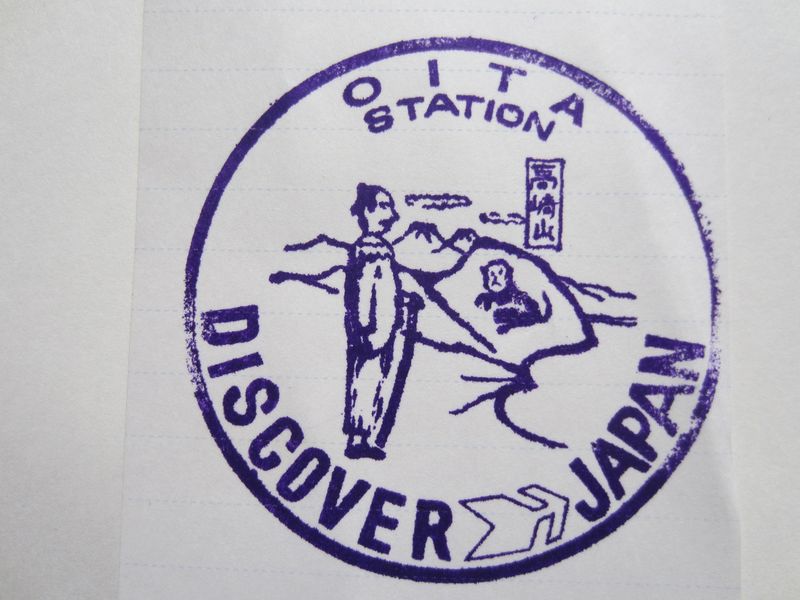 OITA
STATION
高崎山
DISCOVER JAPAN